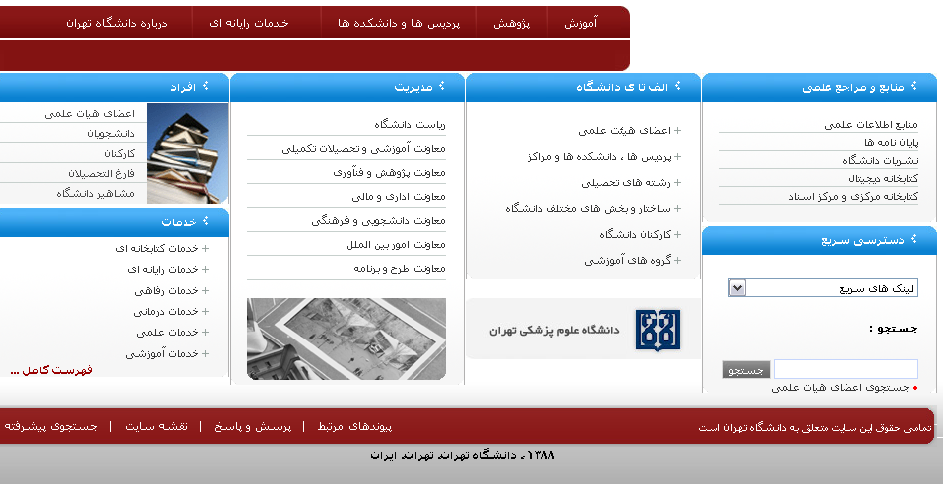 آموزش
پژوهش
پردیس ها و دانشکده ها
خدمات رایانه ای
درباره دانشگاه تهران
منابع و مراجع علمی
منابع اطلاعات علمی
پایان نامه ها
نشریات دانشگاه
کتابخانه دیجیتال
کتابخانه مرکزی و مرکز اسناد
دسترسی سریع
لینک های سریع
جستجو :
جستجو
جستجوی اعضای هیات علمی
الف تا ی دانشگاه
اعضای هیئت علمی
پردیس ها ، دانشکده ها و مراکز
رشته های تحصیلی
ساختار و بخش های مختلف دانشگاه
کارکنان دانشگاه
گروه های آموزشی
دانشگاه علوم پزشکی تهران
مدیریت
ریاست دانشگاه
معاونت آموزشی و تحصیلات تکمیلی
معاونت پژوهش و فنآوری
معاونت اداری و مالی
معاونت دانشجویی و فرهنگی
معاونت امور بین الملل
معاونت طرح و برنامه
افراد
اعضای هیات علمی
دانشجویان
کارکنان
فارغ التحصیلان
مشاهیر دانشگاه
خدمات
خدمات کتابخانه ای
خدمات رایانه ای
خدمات رفاهی
خدمات درمانی
خدمات علمی
خدمات آموزشی
فهرست کامل ...
تمامی حقوق این سایت متعلق به دانشگاه تهران است
پیوندهای مرتبط | پرسش و پاسخ | نقشه سایت | جستجوی پیشرفته
۱۳۸۸، دانشگاه تهران، تهران، ایران